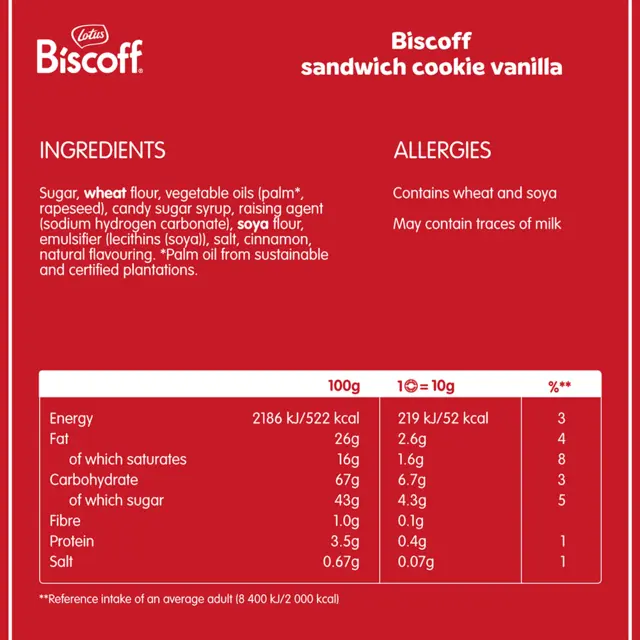 Lotus
Biscoff
Biscoff
sandwich cookie vanilla
INGREDIENTS
Sugar, wheat flour, vegetable oils (palm*,
rapeseed), candy sugar syrup, raising agent
(sodium hydrogen carbonate), soya flour,
emulsifier (lecithins (soya)), salt, cinnamon,
natural flavouring. *Palm oil from sustainable
and certified plantations.
ALLERGIES
Contains wheat and soya
May contain traces of milk
100g 1 = 10g %**
Energy 2186 kJ/522 kcal 219 kJ/52 kcal 3
Fat 26g 2.6g 4
of which saturates 16g 1.6g 8
Carbohydrate 67g 6.7g 3
of which sugar 43g 4.3g 5
Fibre 1.0g 0.1g
Protein 3.5g 0.4g 1
Salt 0.67g 0.07g 1
**Reference intake of an average adult (8 400 kJ/2 000 kcal)